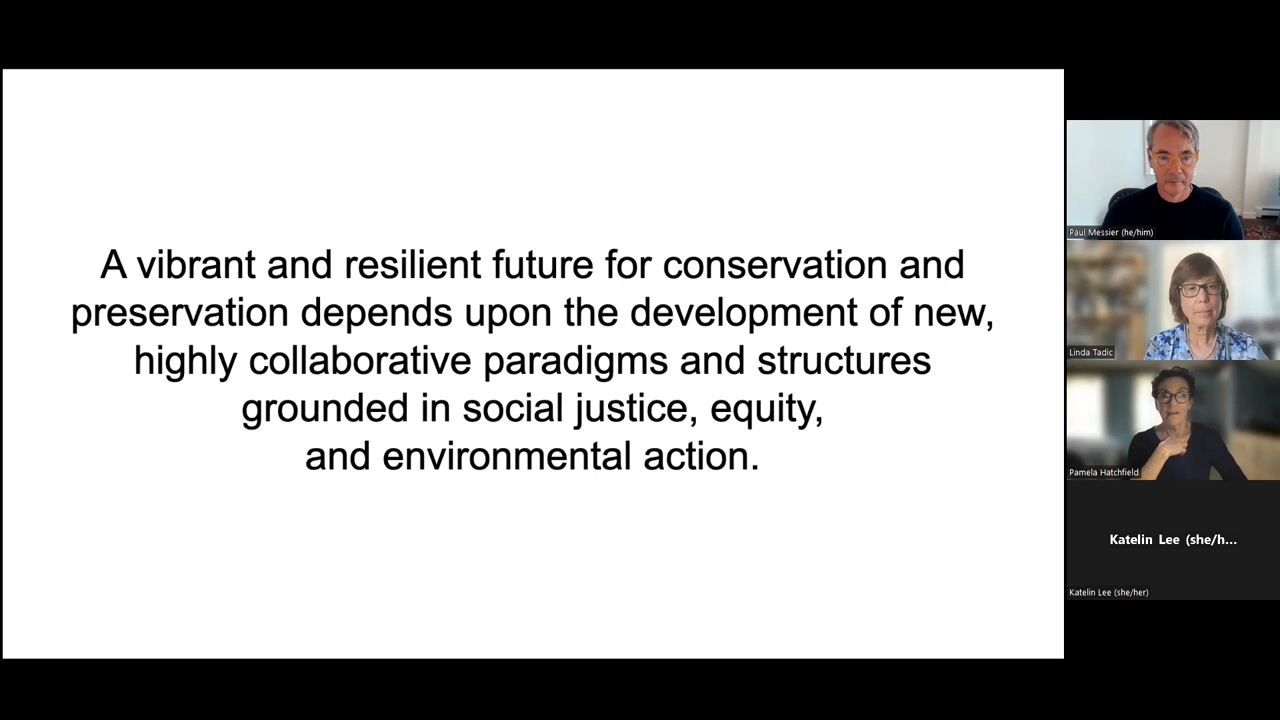 A vibrant and resilient future for conservation and
preservation depends upon the development of new,
highly collaborative paradigms and structures
grounded in social justice, equity,
and environmental action.
Paul Messier (he/him)
Linda Tadic
Pamela Hatchfield
Katelin Lee (she/h...
Katelin Lee (she/her)